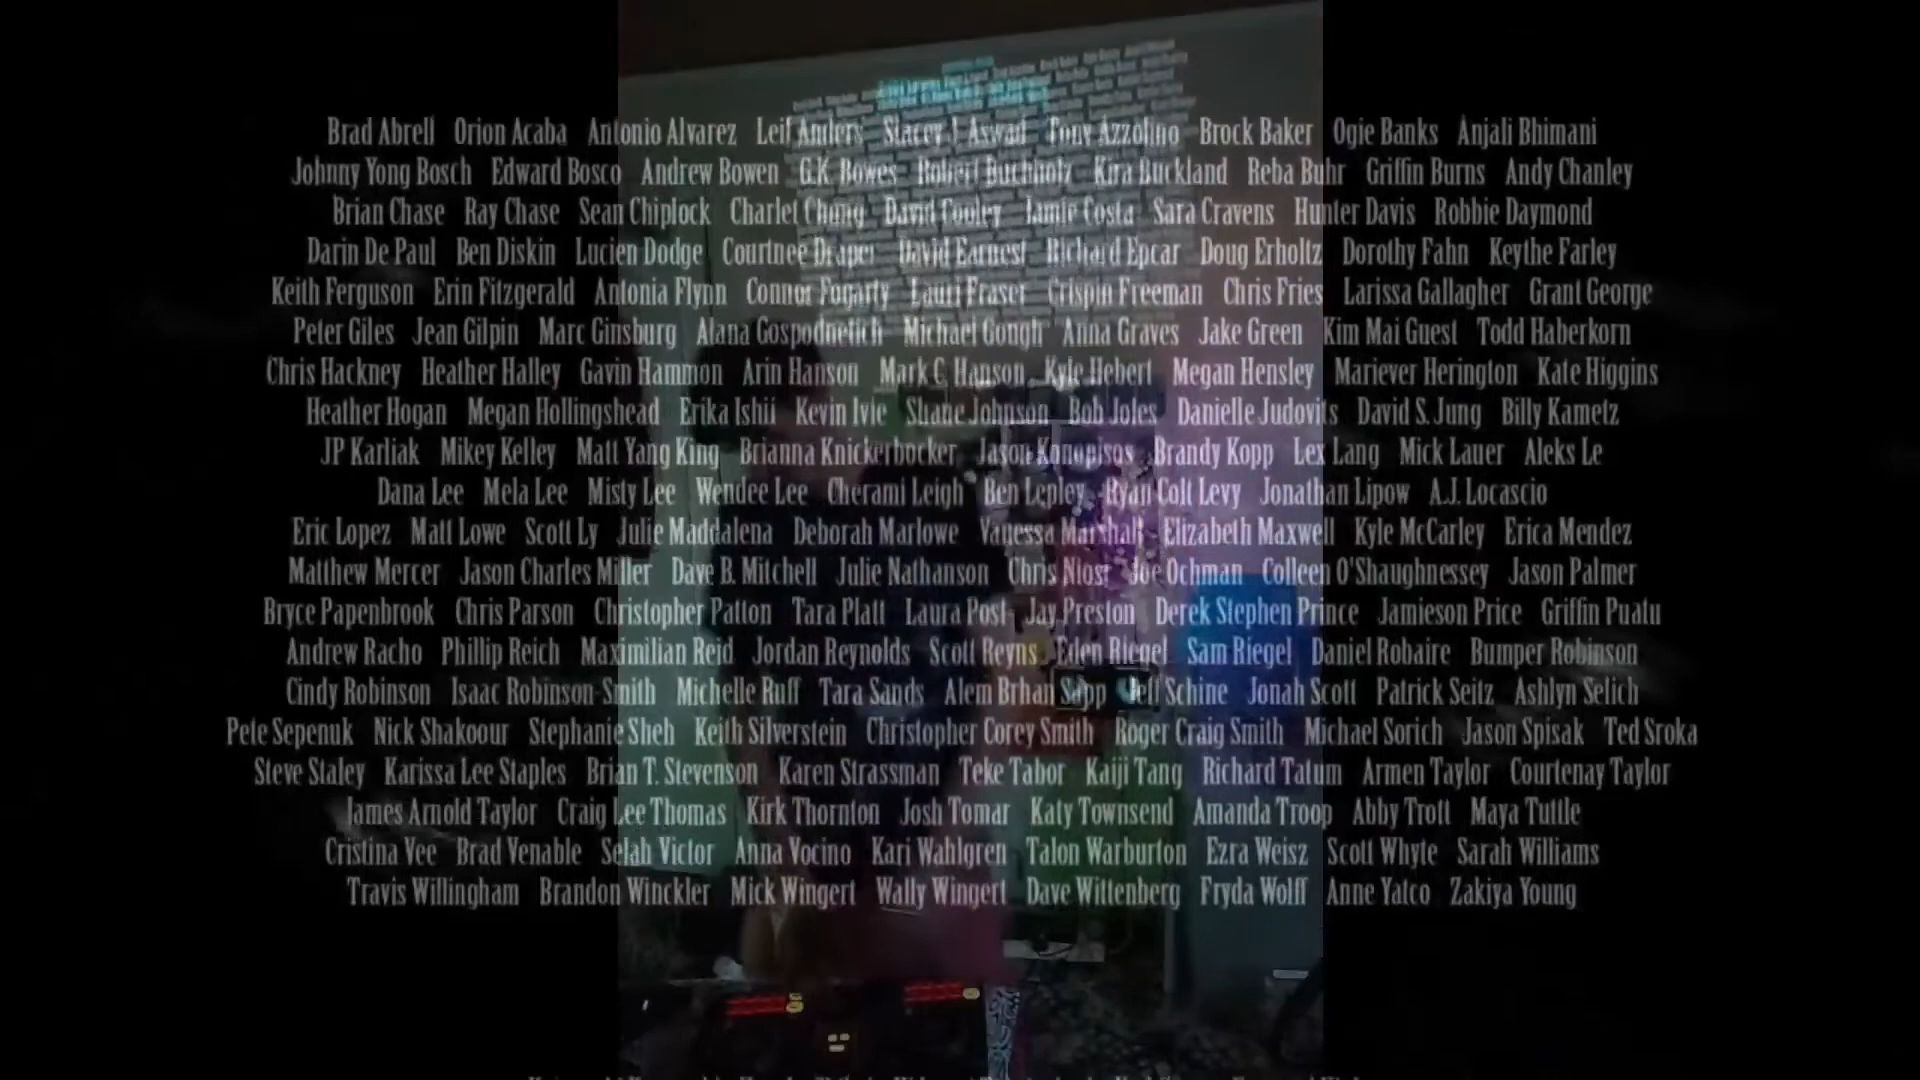 Brad Abrell Orion Acaba Antonio Alvarez Leif Anders Stacey J Aswad Tony Azzolino Brock Baker Ogie Banks Anjali Bhimani
Johnny Yong Bosch Edward Bosco Andrew Bowen G.K. Bowes Robert Buchholz Kira Buckland Reba Buhr Griffin Burns Andy Chanley
Brian Chase Ray Chase Sean Chiplock Charlet Chung David Cooley Jamie Costa Sara Cravens Hunter Davis Robbie Daymond
Darin De Paul Ben Diskin Lucien Dodge Courtnee Draper David Earnest Richard Epcar Doug Erholtz Dorothy Fahn Keythe Farley
Keith Ferguson Erin Fitzgerald Antonia Flynn Connor Fogarty Lauri Fraser Crispin Freeman Chris Fries Larissa Gallagher Grant George
Peter Giles Jean Gilpin Marc Ginsburg Alana Gospodnetich Michael Gough Anna Graves Jake Green Kim Mai Guest Todd Haberkorn
Chris Hackney Heather Halley Gavin Hammon Arin Hanson Mark C. Hanson Kyle Hebert Megan Hensley Mariever Herington Kate Higgins
Heather Hogan Megan Hollingshead Erika Ishii Kevin Ivie Shane Johnson Bob Joles Danielle Judovits David S. Jung Billy Kametz
JP Karliak Mikey Kelley Matt Yang King Brianna Knickerbocker Jason Konopisos Brandy Kopp Lex Lang Mick Lauer Aleks Le
Dana Lee Mela Lee Misty Lee Wendee Lee Cherami Leigh Ben Lepley Ryan Colt Levy Jonathan Lipow A.J. Locascio
Eric Lopez Matt Lowe Scott Ly Julie Maddalena Deborah Marlowe Vanessa Marshall Elizabeth Maxwell Kyle McCarley Erica Mendez
Matthew Mercer Jason Charles Miller Dave B. Mitchell Julie Nathanson Chris Niosi Joe Ochman Colleen O'Shaughnessey Jason Palmer
Bryce Papenbrook Chris Parson Christopher Patton Tara Platt Laura Post Jay Preston Derek Stephen Prince Jamieson Price Griffin Puatu
Andrew Racho Phillip Reich Maximilian Reid Jordan Reynolds Scott Reyns Eden Riegel Sam Riegel Daniel Robaire Bumper Robinson
Cindy Robinson Isaac Robinson-Smith Michelle Ruff Tara Sands Alem Brhan Sapp Jeff Schine Jonah Scott Patrick Seitz Ashlyn Selich
Pete Sepenuk Nick Shakoour Stephanie Sheh Keith Silverstein Christopher Corey Smith Roger Craig Smith Michael Sorich Jason Spisak Ted Sroka
Steve Staley Karissa Lee Staples Brian T. Stevenson Karen Strassman Teke Tabor Kaiji Tang Richard Tatum Armen Taylor Courtenay Taylor
James Arnold Taylor Craig Lee Thomas Kirk Thornton Josh Tomar Katy Townsend Amanda Troop Abby Trott Maya Tuttle
Cristina Vee Brad Venable Selah Victor Anna Vocino Kari Wahlgren Talon Warburton Ezra Weisz Scott Whyte Sarah Williams
Travis Willingham Brandon Winckler Mick Wingert Wally Wingert Dave Wittenberg Fryda Wolff Anne Yatco Zakiya Young